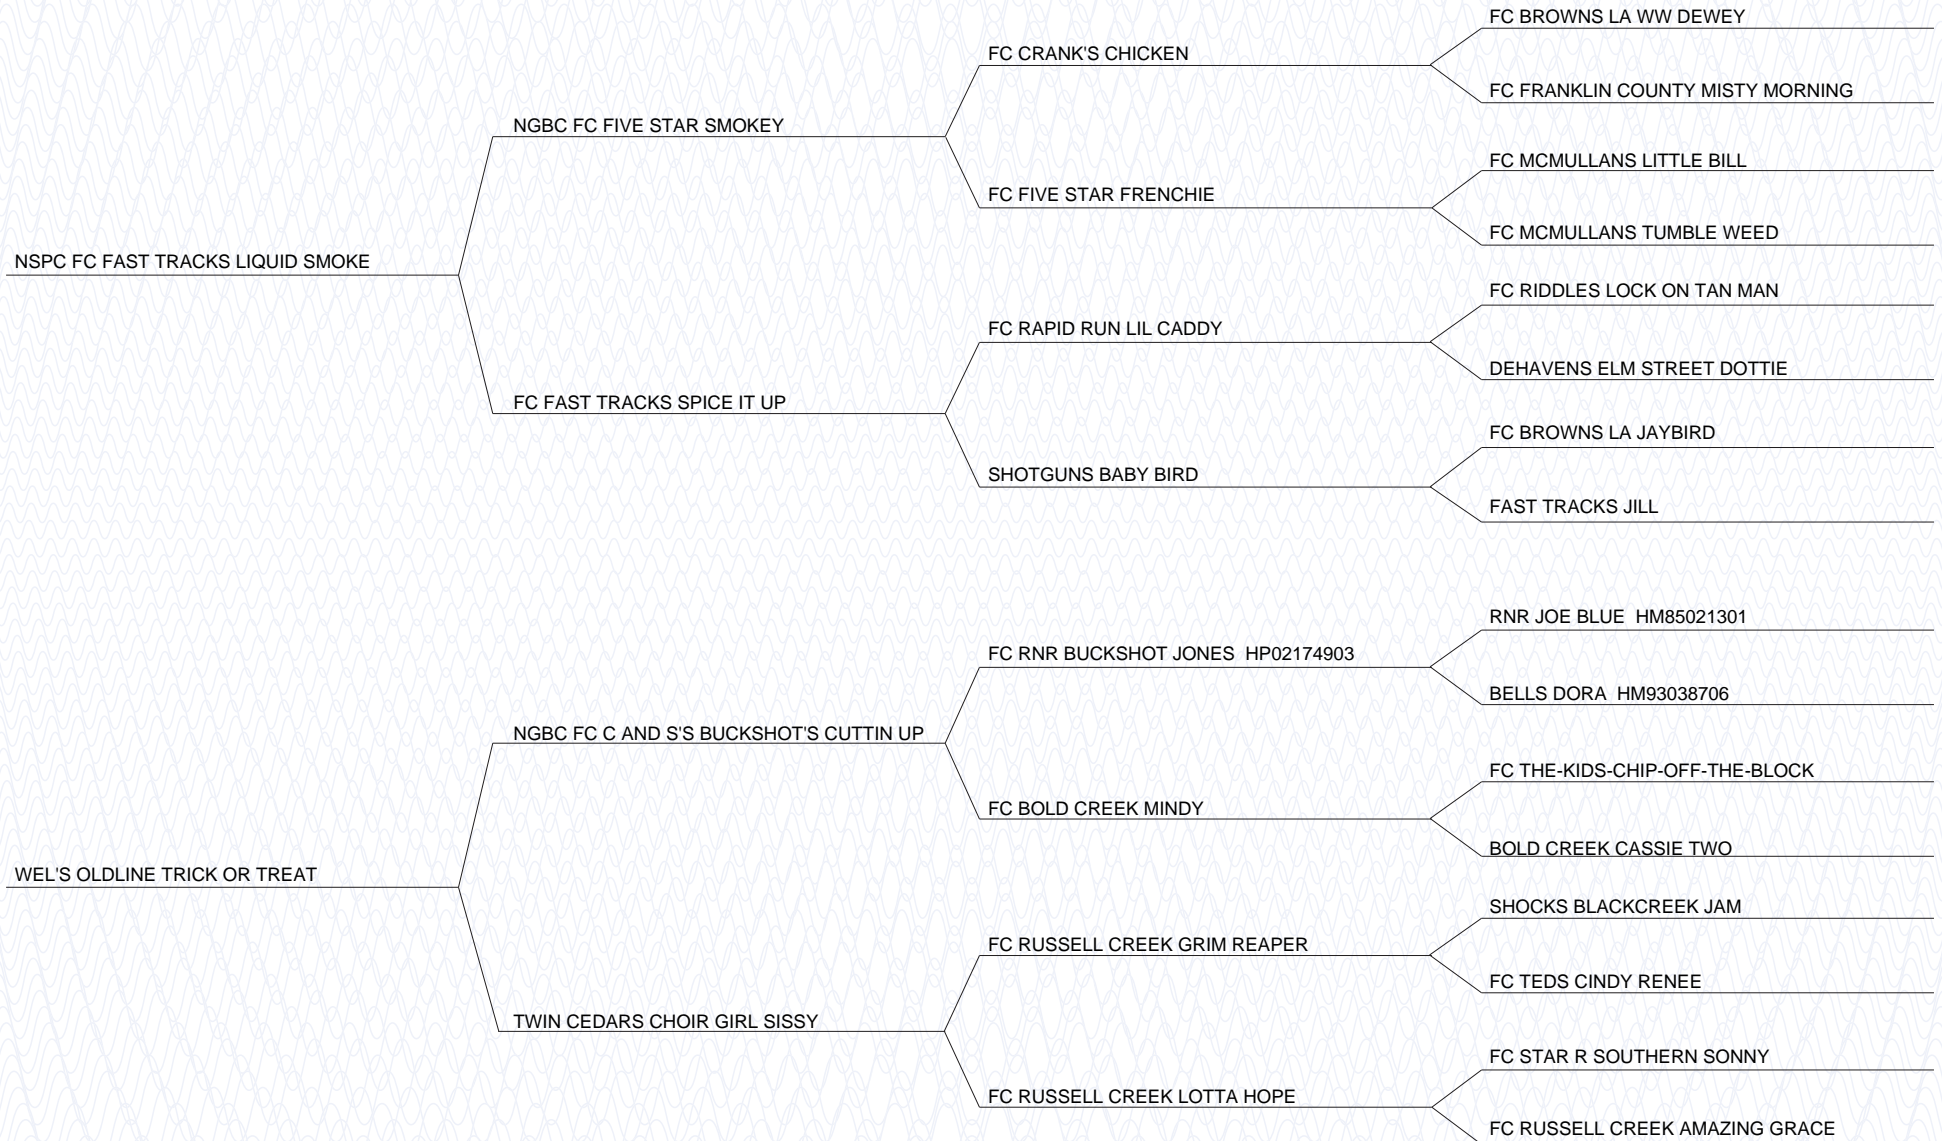 FC BROWNS LA WW DEWEY
FC CRANK'S CHICKEN
FC FRANKLIN COUNTY MISTY MORNING
NGBC FC FIVE STAR SMOKEY
FC MCMULLANS LITTLE BILL
FC FIVE STAR FRENCHIE
FC MCMULLANS TUMBLE WEED
NSPC FC FAST TRACKS LIQUID SMOKE
FC RIDDLES LOCK ON TAN MAN
FC RAPID RUN LIL CADDY
DEHAVENS ELM STREET DOTTIE
FC FAST TRACKS SPICE IT UP
FC BROWNS LA JAYBIRD
SHOTGUNS BABY BIRD
FAST TRACKS JILL
RNR JOE BLUE  HM85021301
FC RNR BUCKSHOT JONES  HP02174903
BELLS DORA  HM93038706
NGBC FC C AND S'S BUCKSHOT'S CUTTIN UP
FC THE-KIDS-CHIP-OFF-THE-BLOCK
FC BOLD CREEK MINDY
BOLD CREEK CASSIE TWO
WEL'S OLDLINE TRICK OR TREAT
SHOCKS BLACKCREEK JAM
FC RUSSELL CREEK GRIM REAPER
FC TEDS CINDY RENEE
TWIN CEDARS CHOIR GIRL SISSY
FC STAR R SOUTHERN SONNY
FC RUSSELL CREEK LOTTA HOPE
FC RUSSELL CREEK AMAZING GRACE